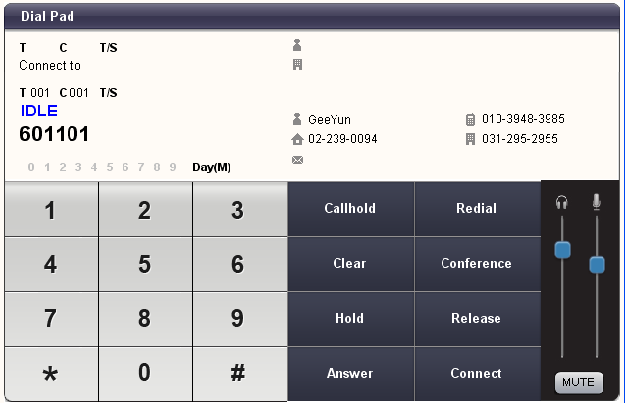 Dial Pad
T C T/S
Connect to
T 001 C 001 T/S
IDLE
601101
GeeYun 010-3948-3985
02-239-0094 031-295-2955
0 1 2 3 4 5 6 7 8 9 Day(M)
1 2 3 Callhold Redial
4 5 6 Clear Conference
7 8 9 Hold Release
* 0 # Answer Connect
MUTE